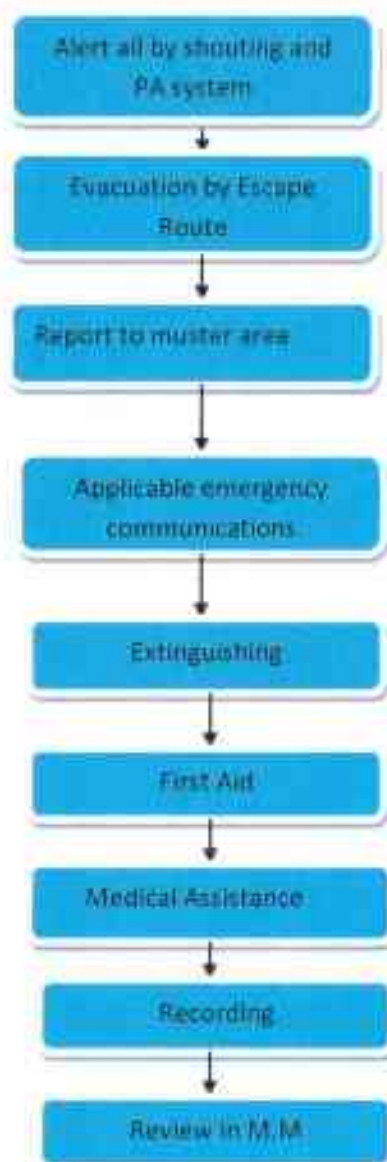 Alert all by shouting and
PA system
Evacuation by Escape
Route
Report to muster area
Applicable emergency
communications
Extinguishing
First Aid
Medical Assistance
Recording
Review in M.M